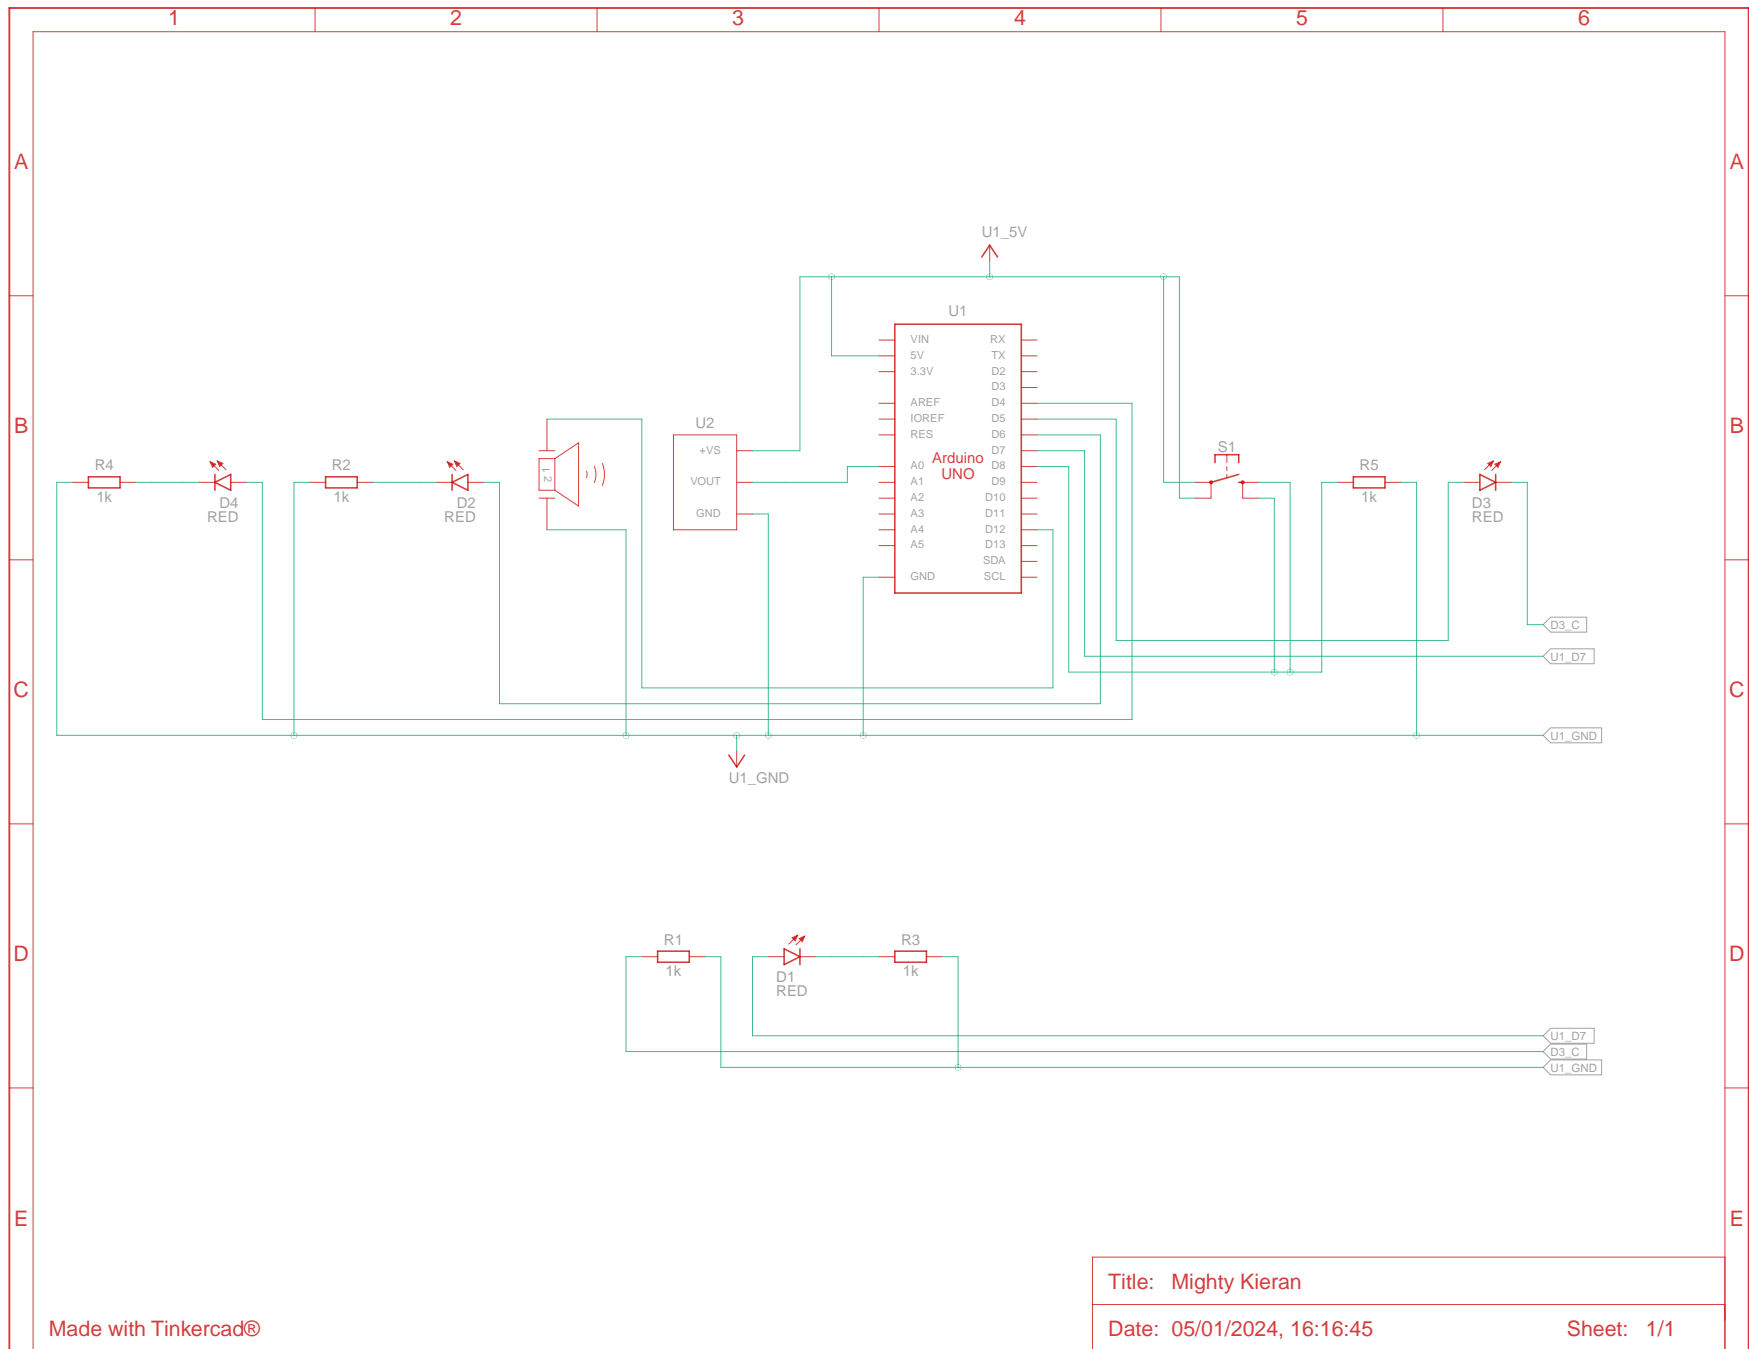 1 2 3 4 5 6
A A
U1_5V
U1
VIN RX
5V TX
3.3V D2
D3
AREF D4
IOREF D5
RES D6
D7
A0 D8
A1 D9
A2 D10
A3 D11
A4 D12
A5 D13
SDA
GND SCL
Arduino
UNO
B B
U2
+VS
VOUT
GND
S1
R4
1k
D4
RED
R2
1k
D2
RED
1 2
R5
1k
D3
RED
D3_C
U1_D7
C C
U1_GND
U1_GND
D D
R1
1k
D1
RED
R3
1k
U1_D7
D3_C
U1_GND
E E
Title: Mighty Kieran
Made with Tinkercad®
Date: 05/01/2024, 16:16:45 Sheet: 1/1